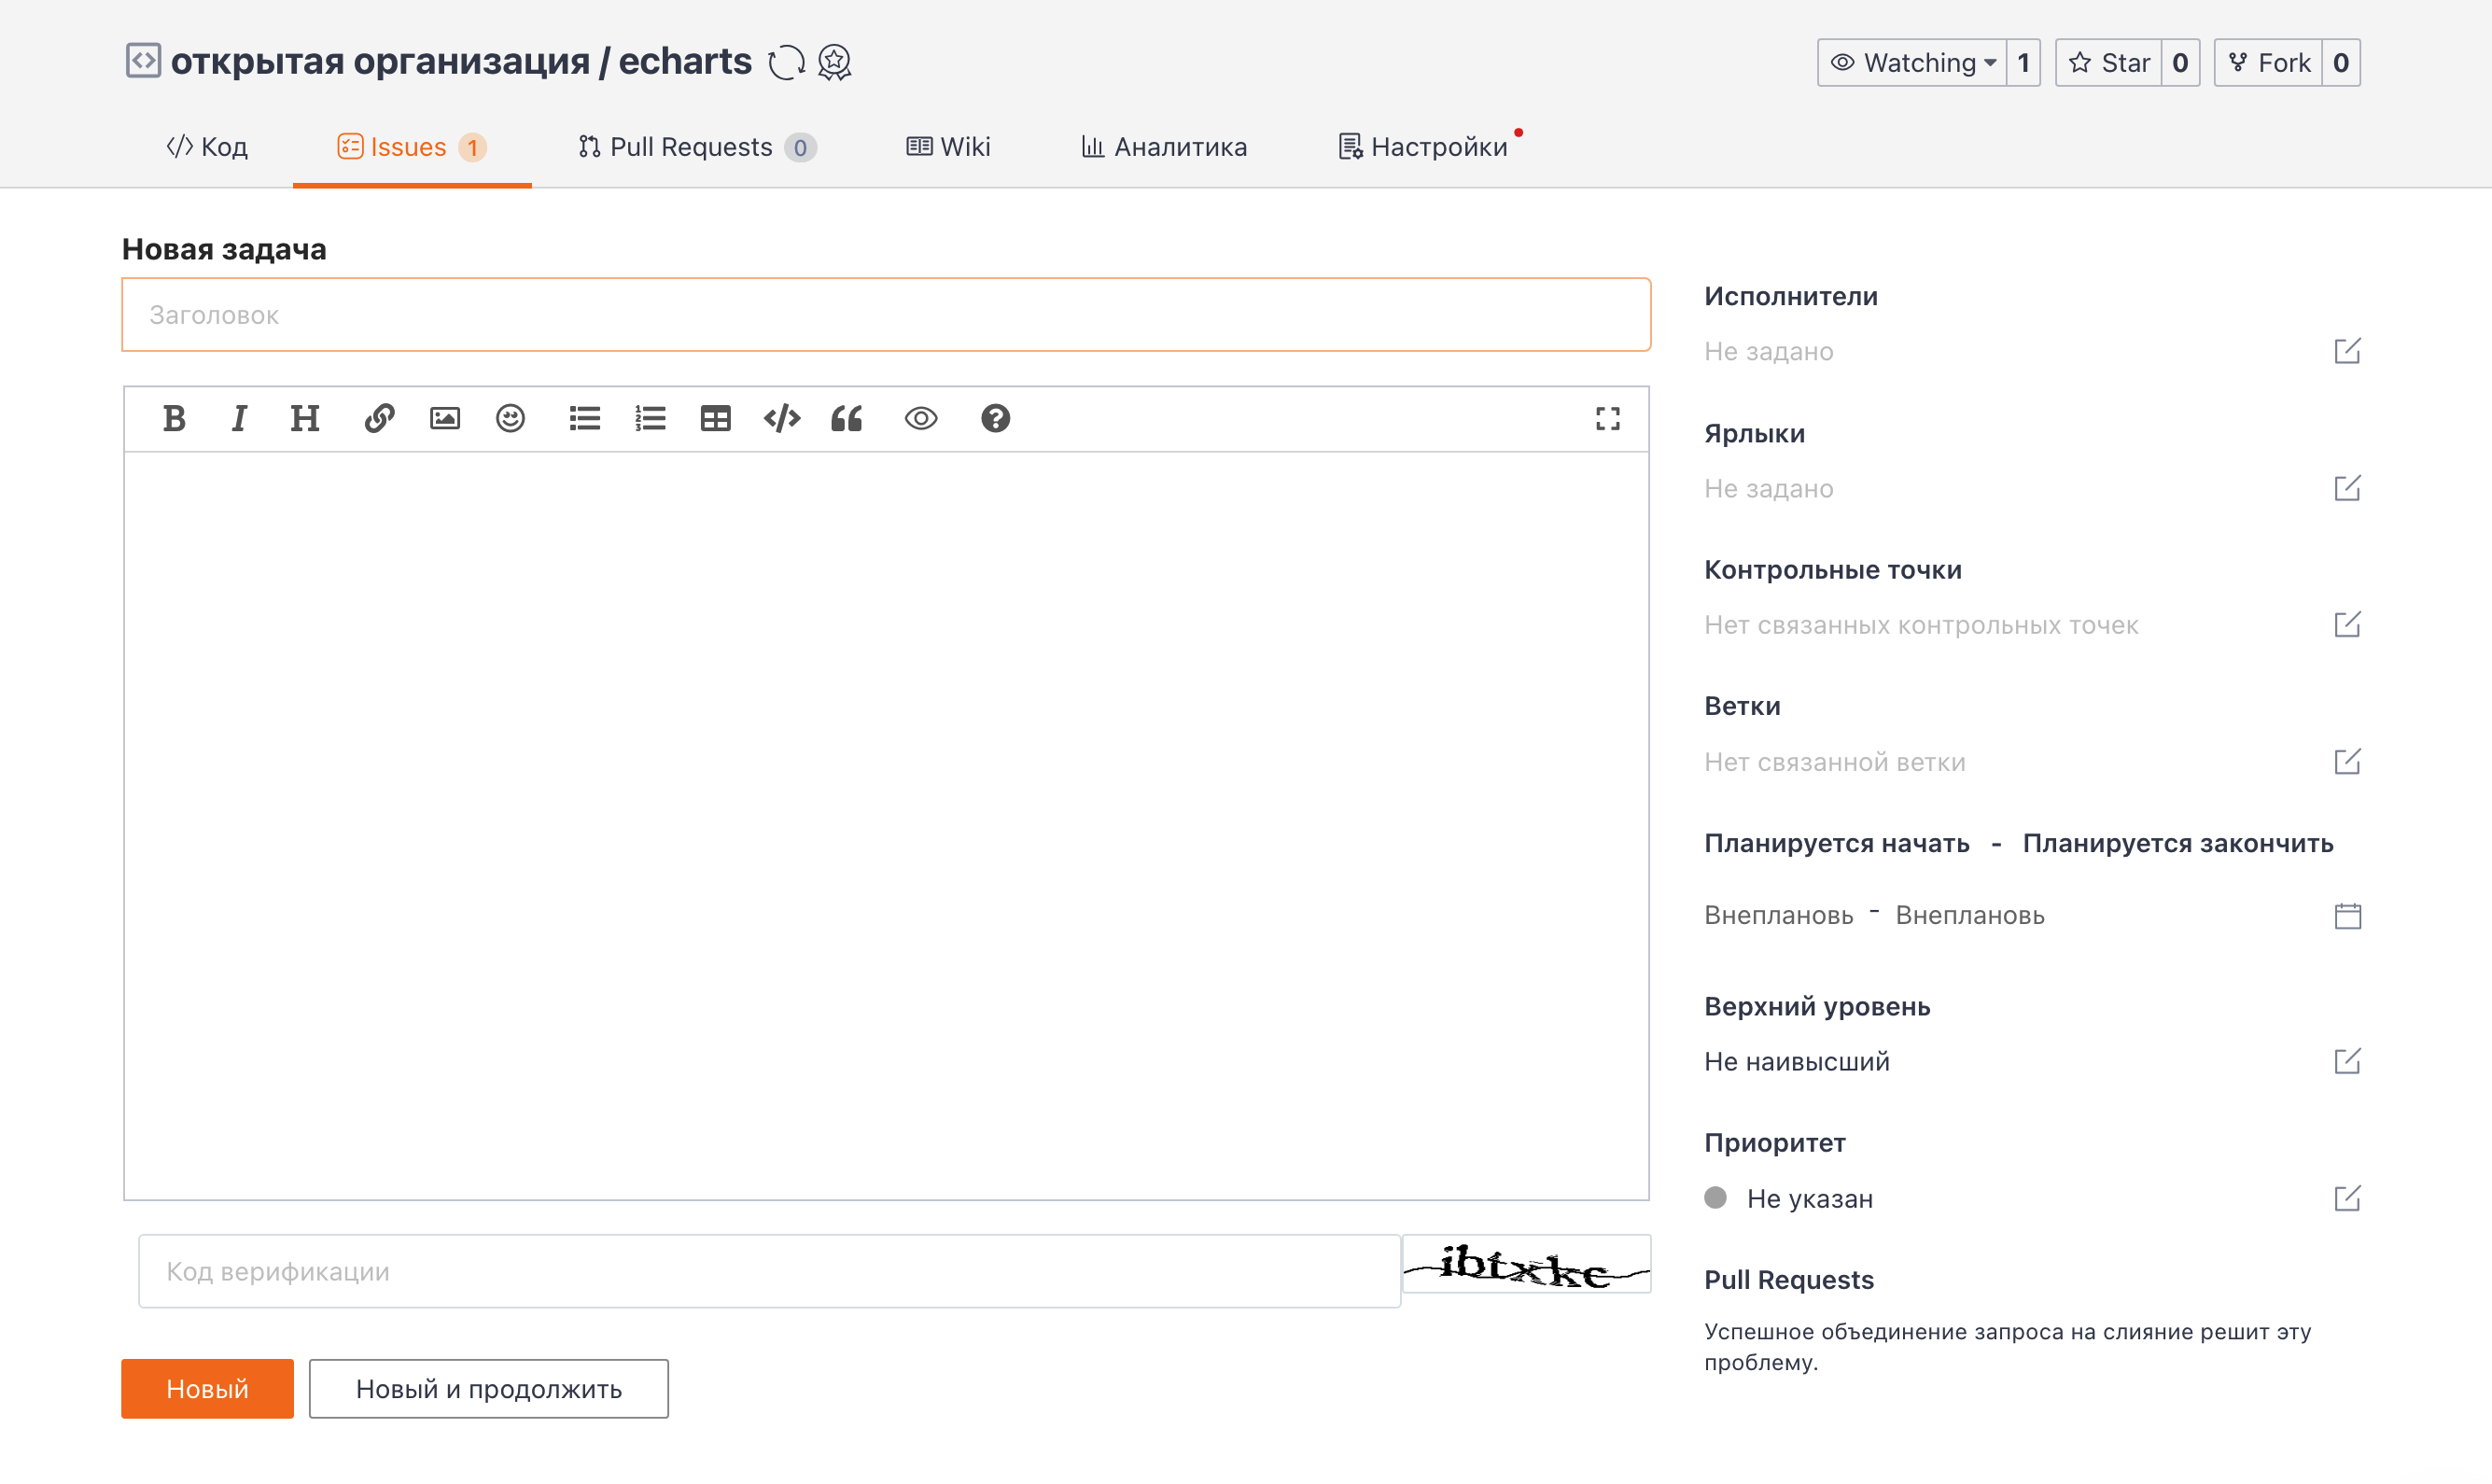 открытая организация / echarts
Watching 1 Star 0 Fork 0
Код Issues 1 Pull Requests 0 Wiki Аналитика Настройки
Новая задача
Заголовок
Исполнители
Не задано
Ярлыки
Не задано
Контрольные точки
Нет связанных контрольных точек
Ветки
Нет связанной ветки
Планируется начать - Планируется закончить
Внеплановь - Внеплановь
Верхний уровень
Не наивысший
Приоритет
Не указан
Pull Requests
Успешное объединение запроса на слияние решит эту
проблему.
Код верификации
Новый Новый и продолжить